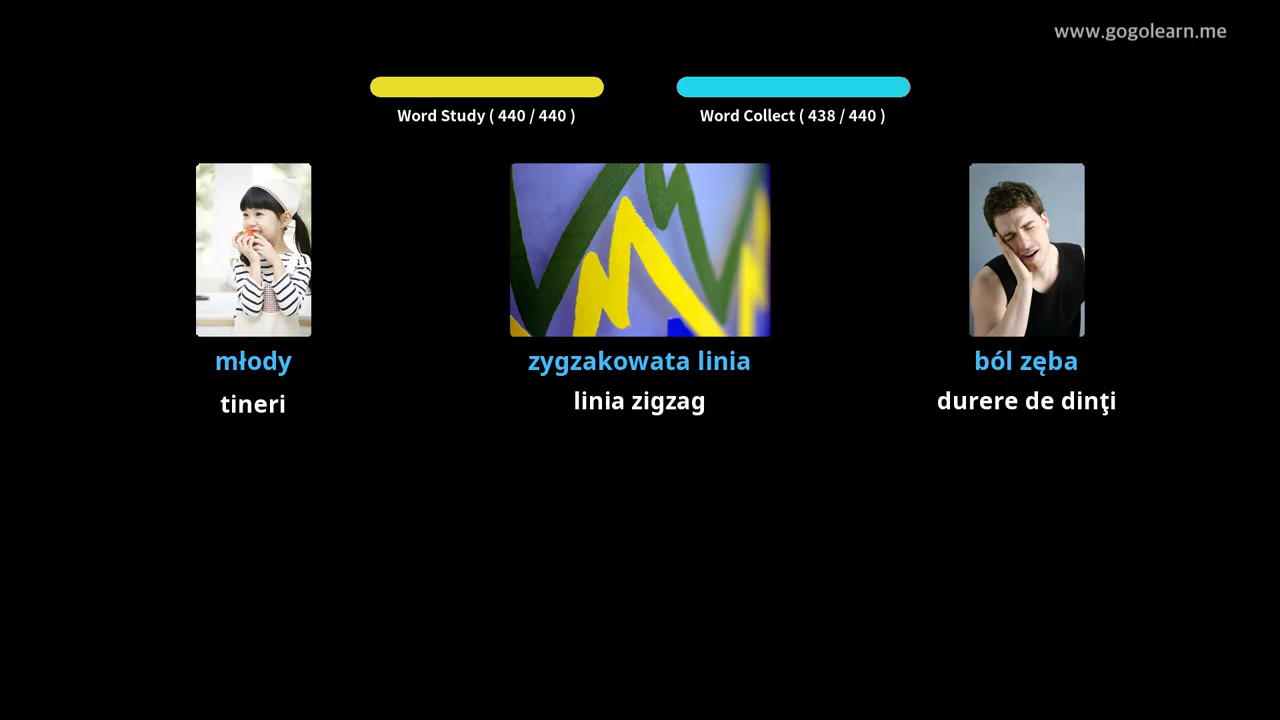 www.gogolearn.me
Word Study ( 440 / 440 )
Word Collect ( 438 / 440 )
młody
zygzakowata linia
ból zęba
tineri
linia zigzag
durere de dinţi